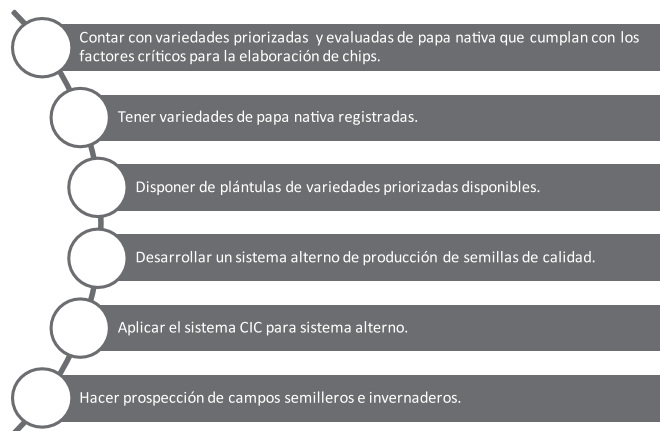 Contar con variedades priorizadas y evaluadas de papa nativa que cumplan con los
factores críticos para la elaboración de chips.
Tener variedades de papa nativa registradas.
Disponer de plántulas de variedades priorizadas disponibles.
Desarrollar un sistema alterno de producción de semillas de calidad.
Aplicar el sistema CIC para sistema alterno.
Hacer prospección de campos semilleros e invernaderos.